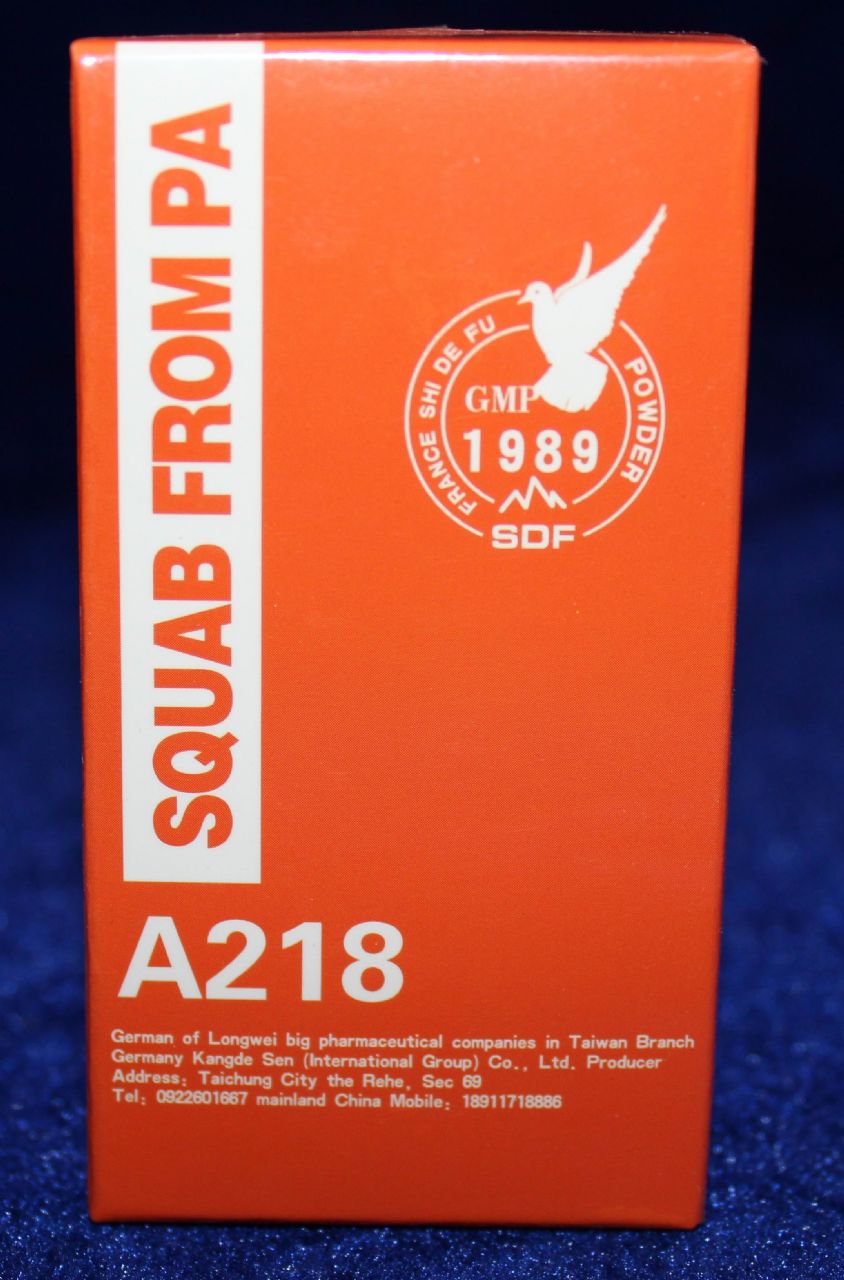 SQUAB FROM PA
FRANCE SHI DE FU
POWDER
GMP
1989
SDF
A218
German of Longwei big pharmaceutical companies in Taiwan Branch
Germany Kangde Sen (International Group) Co., Ltd. Producer
Address: Taichung City the Rehe, Sec 69
Tel: 0922601667 mainland China Mobile: 18911718886